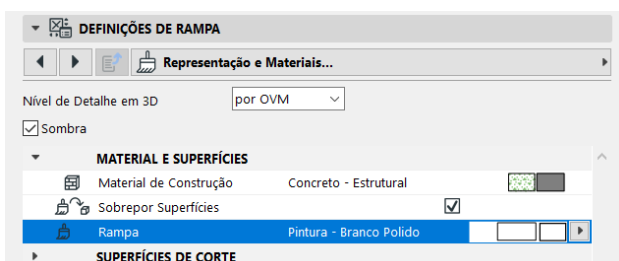 DEFINIÇÕES DE RAMPA
Representação e Materiais...
Nível de Detalhe em 3D por OVM
Sombra
MATERIAL E SUPERFÍCIES
Material de Construção Concreto - Estrutural
Sobrepor Superfícies
Rampa Pintura - Branco Polido
SUPERFÍCIES DE CORTE